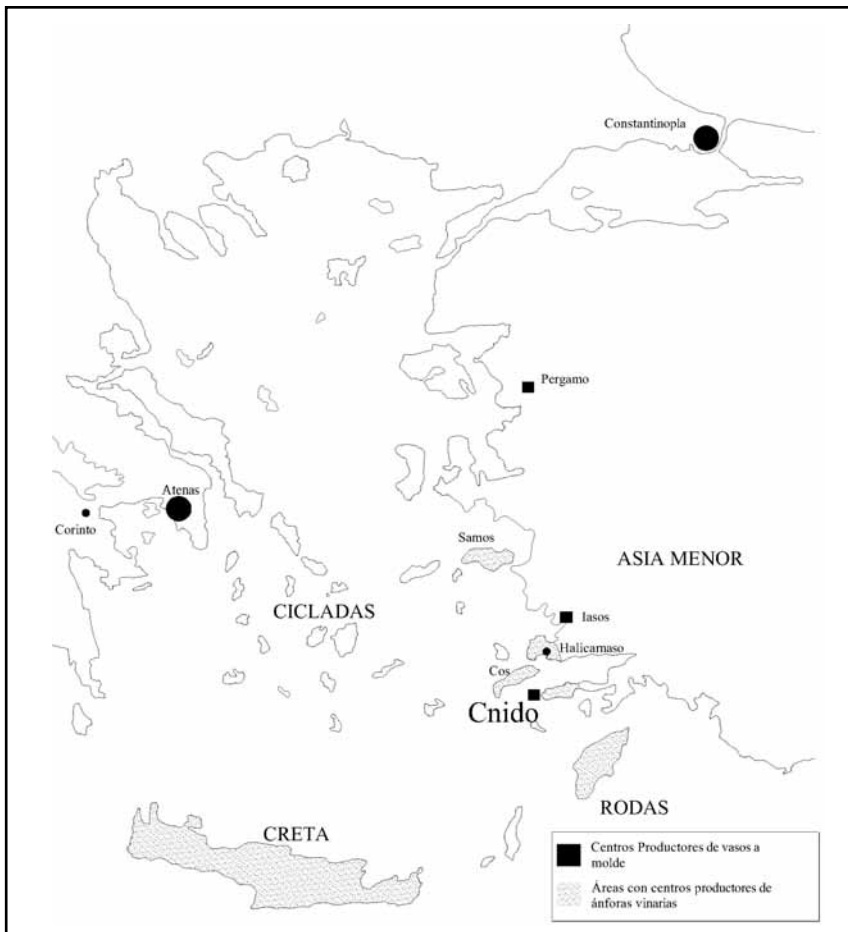 Constantinopla
Pergamo
Atenas
Corinto
Samos
ASIA MENOR
CICLADAS
Iasos
Halicarnaso
Cos
Cnido
RODAS
CRETA
Centros Productores de vasos a
molde
Áreas con centros productores de
ánforas vinarias